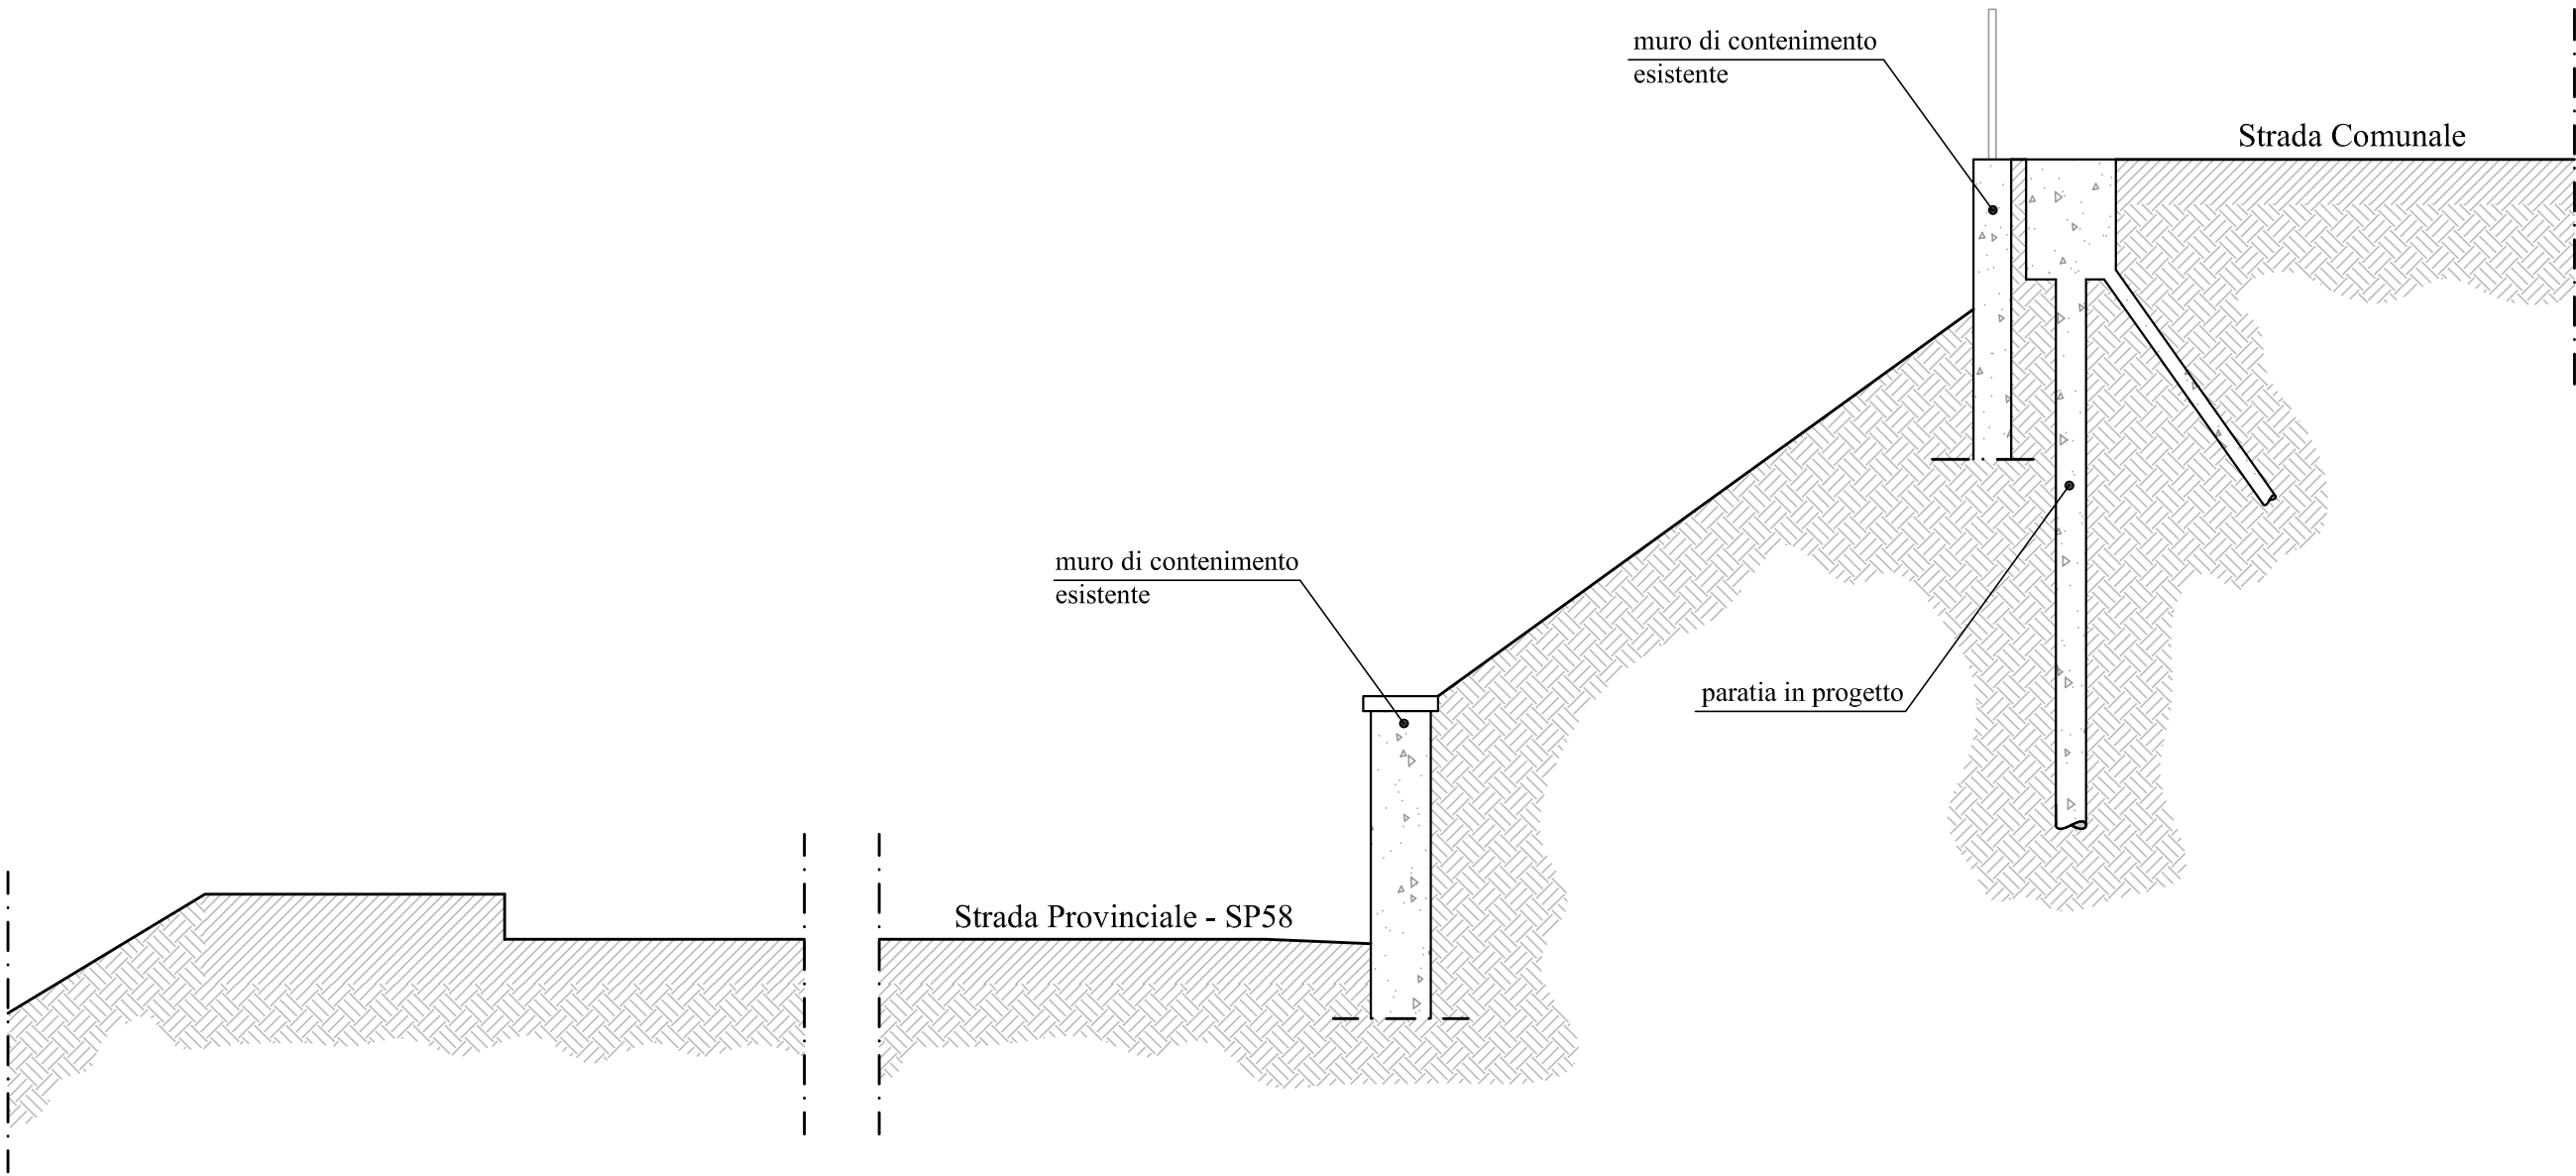 muro di contenimento
esistente
Strada Comunale
muro di contenimento
esistente
paratia in progetto
Strada Provinciale - SP58